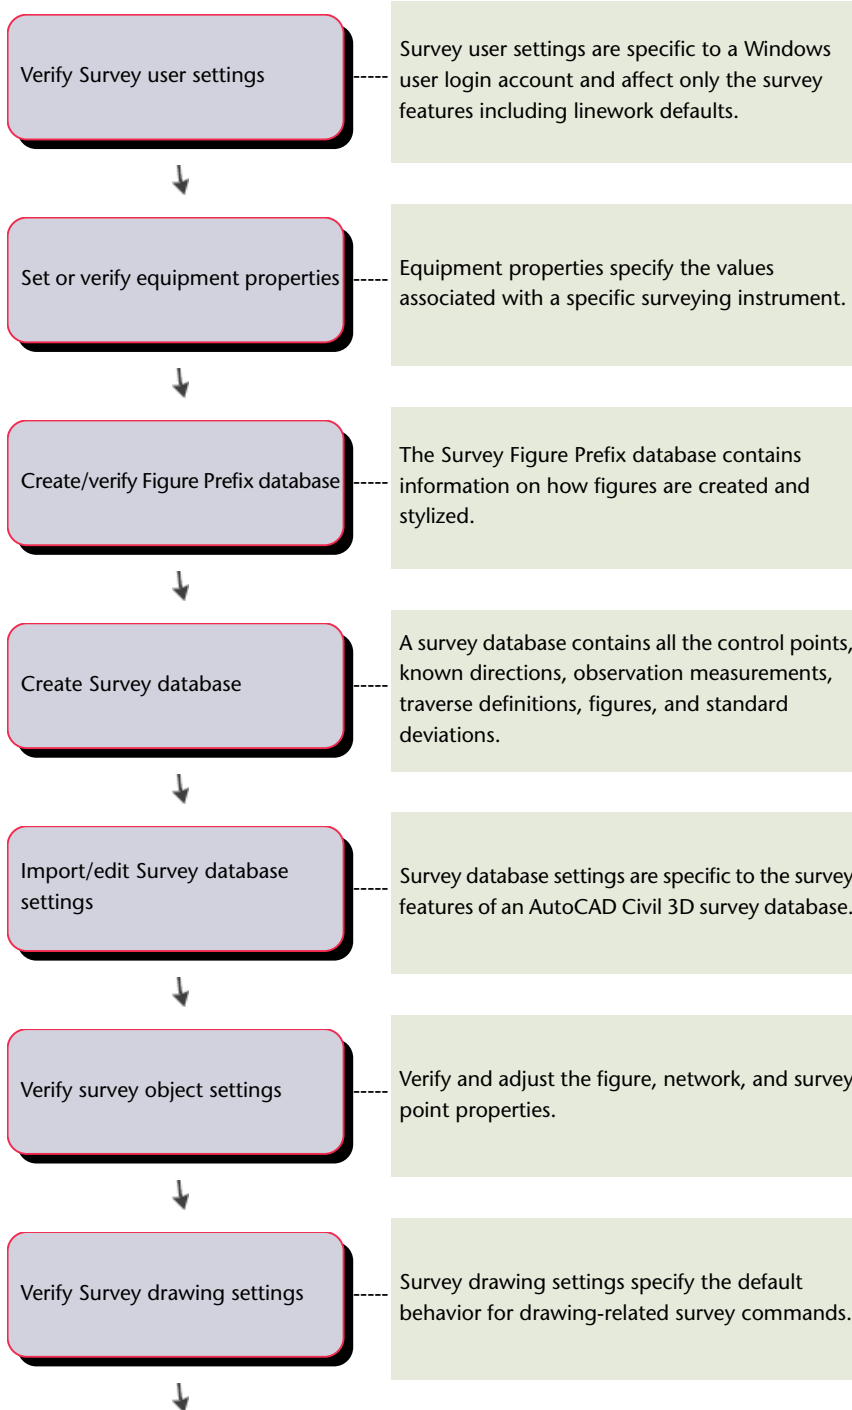 Verify Survey user settings
Survey user settings are specific to a Windows
user login account and affect only the survey
features including linework defaults.
Set or verify equipment properties
Equipment properties specify the values
associated with a specific surveying instrument.
Create/verify Figure Prefix database
The Survey Figure Prefix database contains
information on how figures are created and
stylized.
Create Survey database
A survey database contains all the control points,
known directions, observation measurements,
traverse definitions, figures, and standard
deviations.
Import/edit Survey database
settings
Survey database settings are specific to the survey
features of an AutoCAD Civil 3D survey database.
Verify survey object settings
Verify and adjust the figure, network, and survey
point properties.
Verify Survey drawing settings
Survey drawing settings specify the default
behavior for drawing-related survey commands.